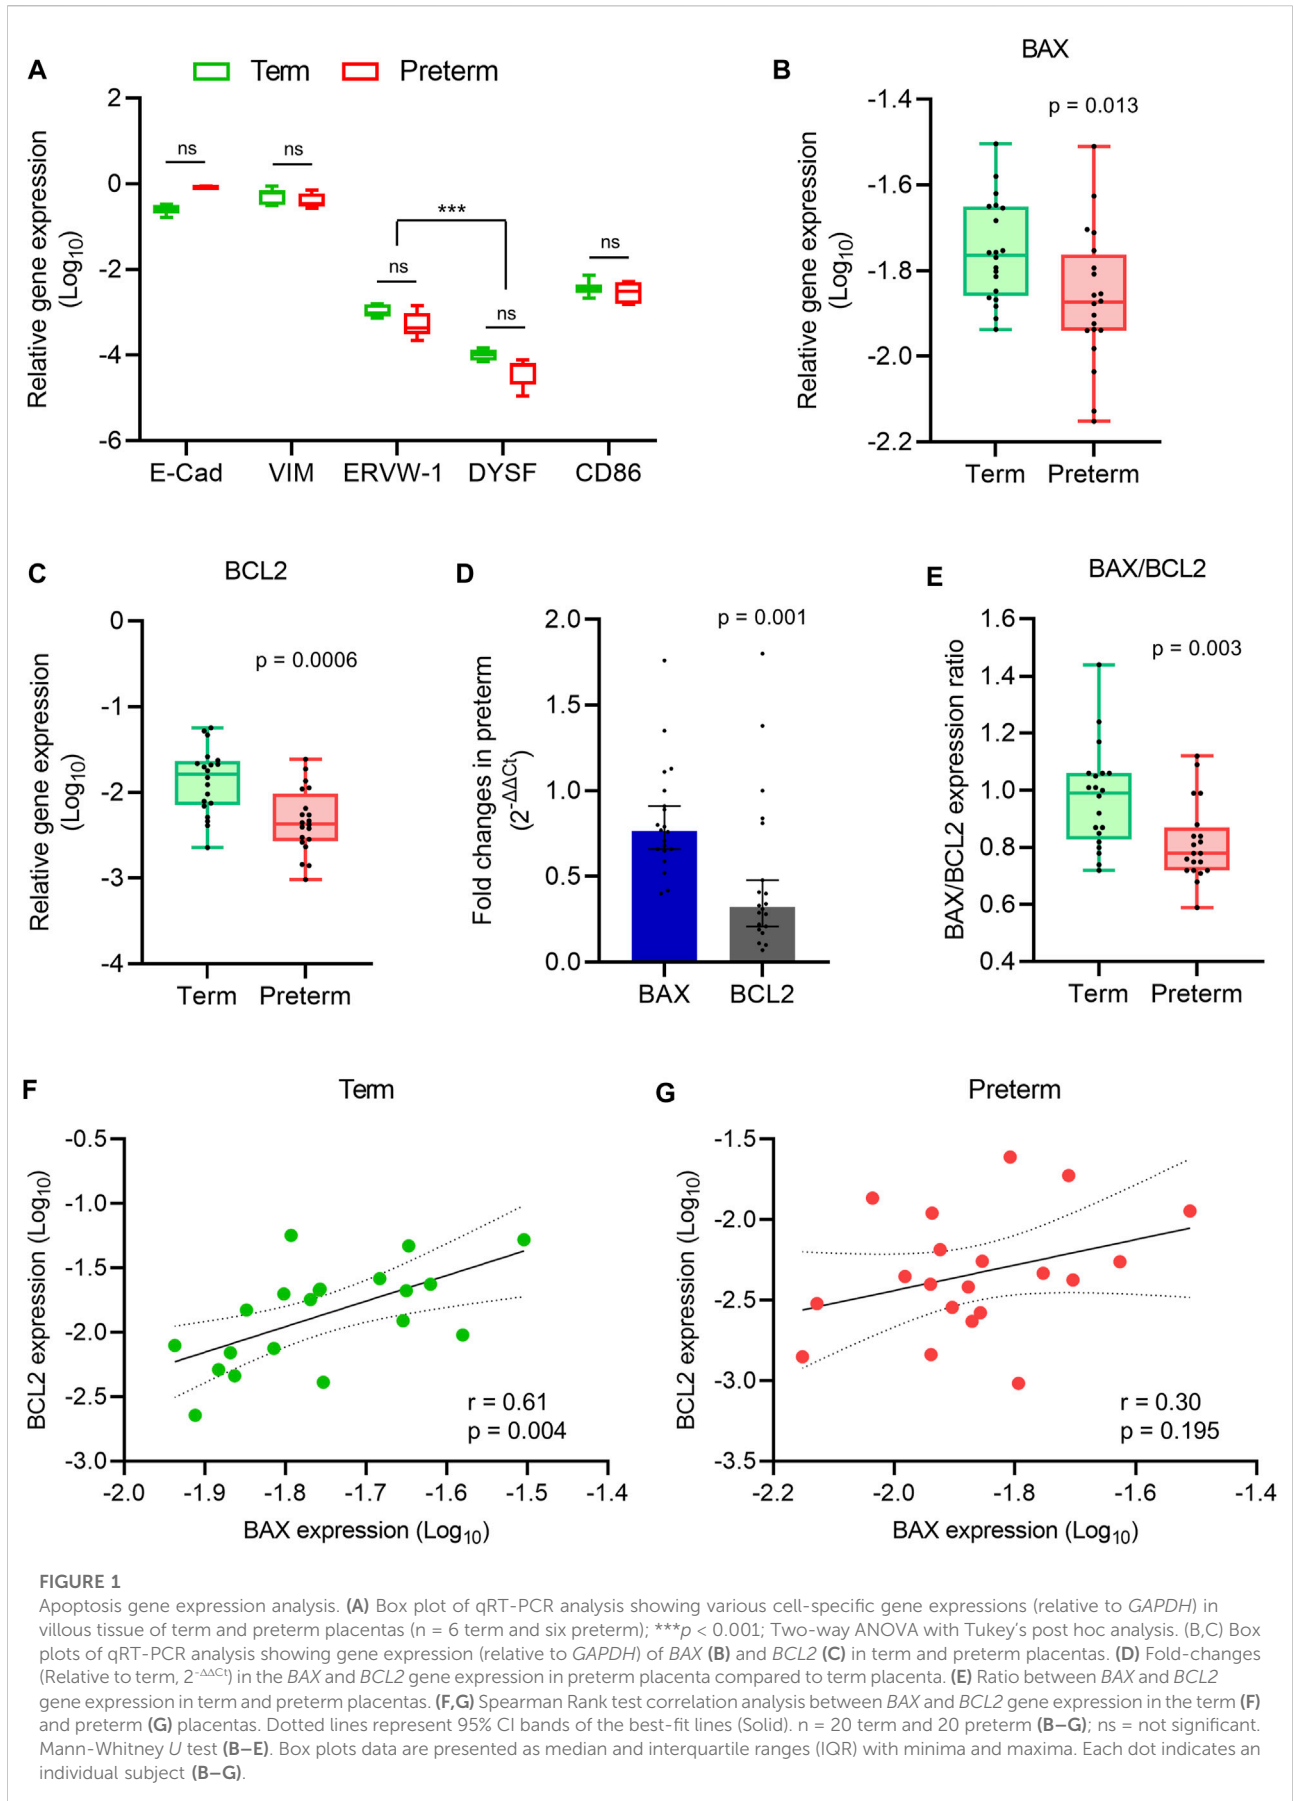 A
Term
Preterm
Relative gene expression
(Log10)
2
0
-2
-4
-6
ns
ns
ns
***
ns
ns
E-Cad
VIM
ERVW-1
DYSF
CD86
B
BAX
p = 0.013
Relative gene expression
(Log10)
-1.4
-1.6
-1.8
-2.0
-2.2
Term
Preterm
C
BCL2
p = 0.0006
Relative gene expression
(Log10)
0
-1
-2
-3
-4
Term
Preterm
D
p = 0.001
Fold changes in preterm
(2-ΔΔCt)
2.0
1.5
1.0
0.5
0.0
BAX
BCL2
E
BAX/BCL2
p = 0.003
BAX/BCL2 expression ratio
1.6
1.4
1.2
1.0
0.8
0.6
0.4
Term
Preterm
F
Term
BCL2 expression (Log10)
-0.5
-1.0
-1.5
-2.0
-2.5
-3.0
r = 0.61
p = 0.004
-2.0
-1.9
-1.8
-1.7
-1.6
-1.5
-1.4
BAX expression (Log10)
G
Preterm
BCL2 expression (Log10)
-1.5
-2.0
-2.5
-3.0
-3.5
r = 0.30
p = 0.195
-2.2
-2.0
-1.8
-1.6
-1.4
BAX expression (Log10)
FIGURE 1
Apoptosis gene expression analysis. (A) Box plot of qRT-PCR analysis showing various cell-specific gene expressions (relative to GAPDH) in
villous tissue of term and preterm placentas (n = 6 term and six preterm); ***p < 0.001; Two-way ANOVA with Tukey's post hoc analysis. (B,C) Box
plots of qRT-PCR analysis showing gene expression (relative to GAPDH) of BAX (B) and BCL2 (C) in term and preterm placentas. (D) Fold-changes
(Relative to term, 2-ΔΔCt) in the BAX and BCL2 gene expression in preterm placenta compared to term placenta. (E) Ratio between BAX and BCL2
gene expression in term and preterm placentas. (F,G) Spearman Rank test correlation analysis between BAX and BCL2 gene expression in the term (F)
and preterm (G) placentas. Dotted lines represent 95% CI bands of the best-fit lines (Solid). n = 20 term and 20 preterm (B–G); ns = not significant.
Mann-Whitney U test (B–E). Box plots data are presented as median and interquartile ranges (IQR) with minima and maxima. Each dot indicates an
individual subject (B–G).